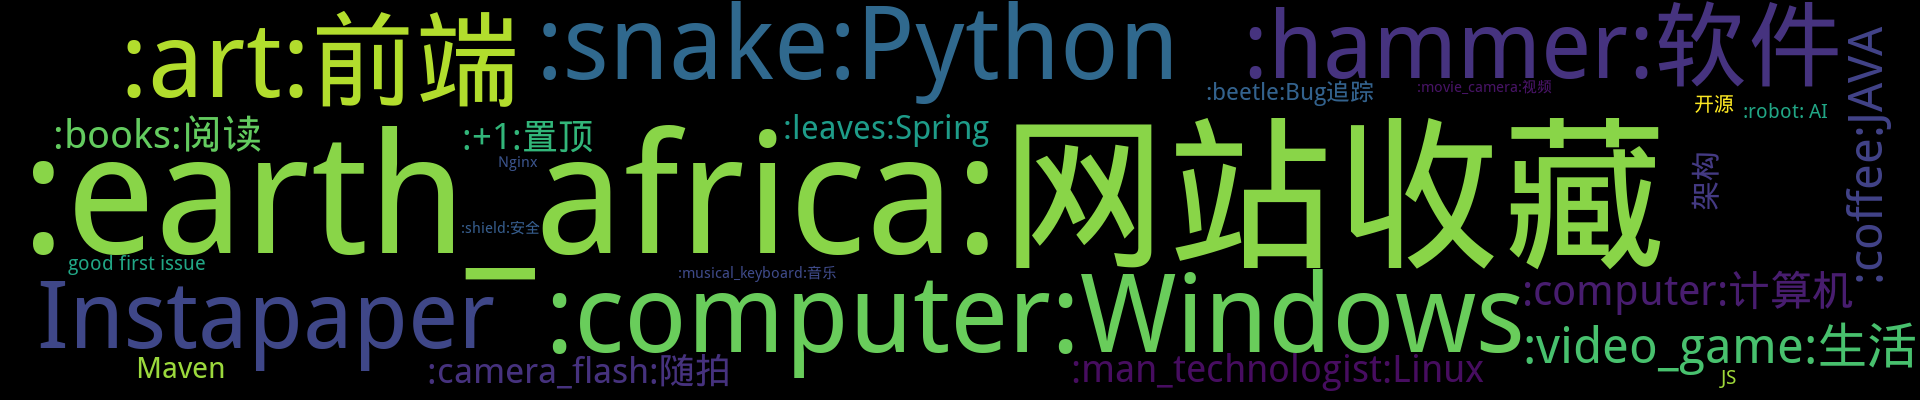 :art:前端
:snake:Python
:hammer:软件
:coffee:JAVA
:beetle:Bug追踪
:movie_camera:视频
开源
:robot: AI
:books:阅读
:+1:置顶
:leaves:Spring
Nginx
:earth_africa:网站收藏
架构
:shield:安全
good first issue
:musical_keyboard:音乐
Instapaper
:computer:Windows
:computer:计算机
:video_game:生活
Maven
:camera_flash:随拍
:man_technologist:Linux
JS